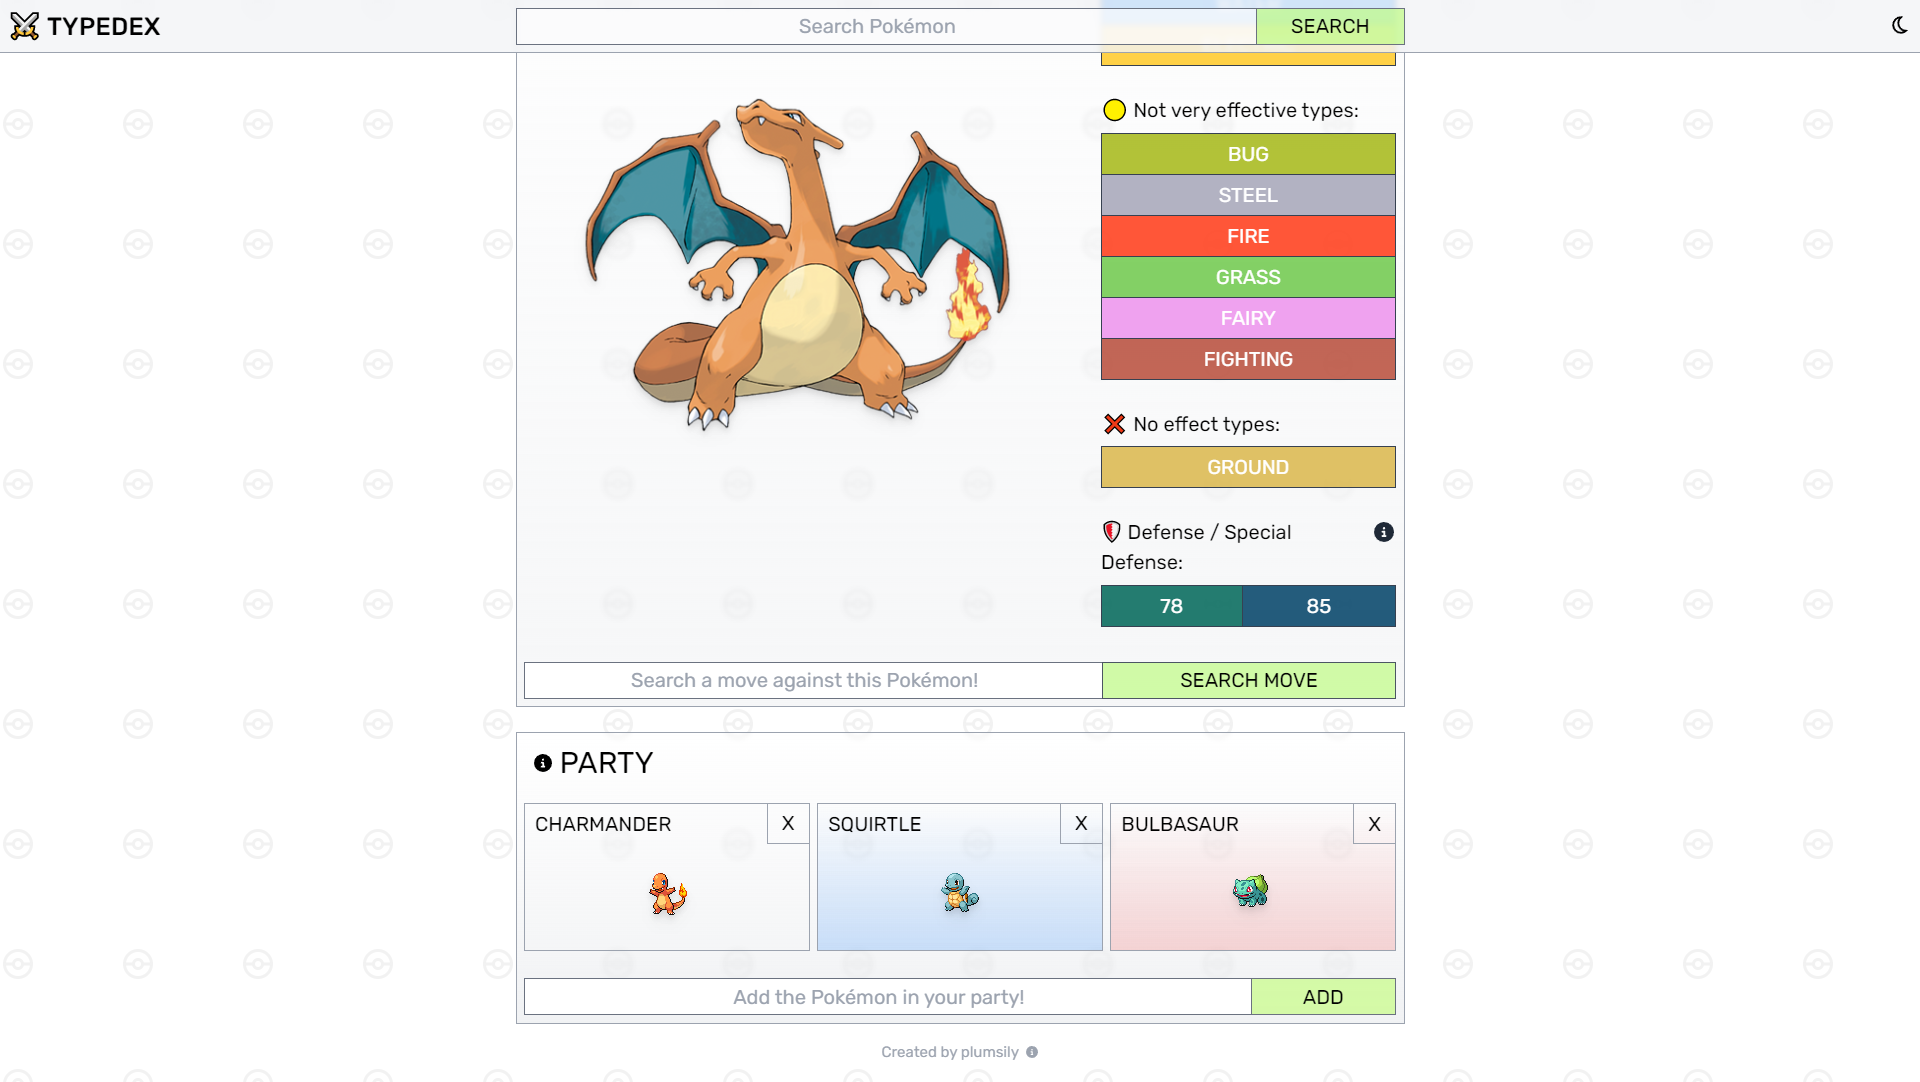 TYPEDEX
Search Pokémon
SEARCH
Not very effective types:
BUG
STEEL
FIRE
GRASS
FAIRY
FIGHTING
No effect types:
GROUND
Defense / Special
Defense:
78
85
Search a move against this Pokémon!
SEARCH MOVE
PARTY
CHARMANDER
X
SQUIRTLE
X
BULBASAUR
X
Add the Pokémon in your party!
ADD
Created by plumsily